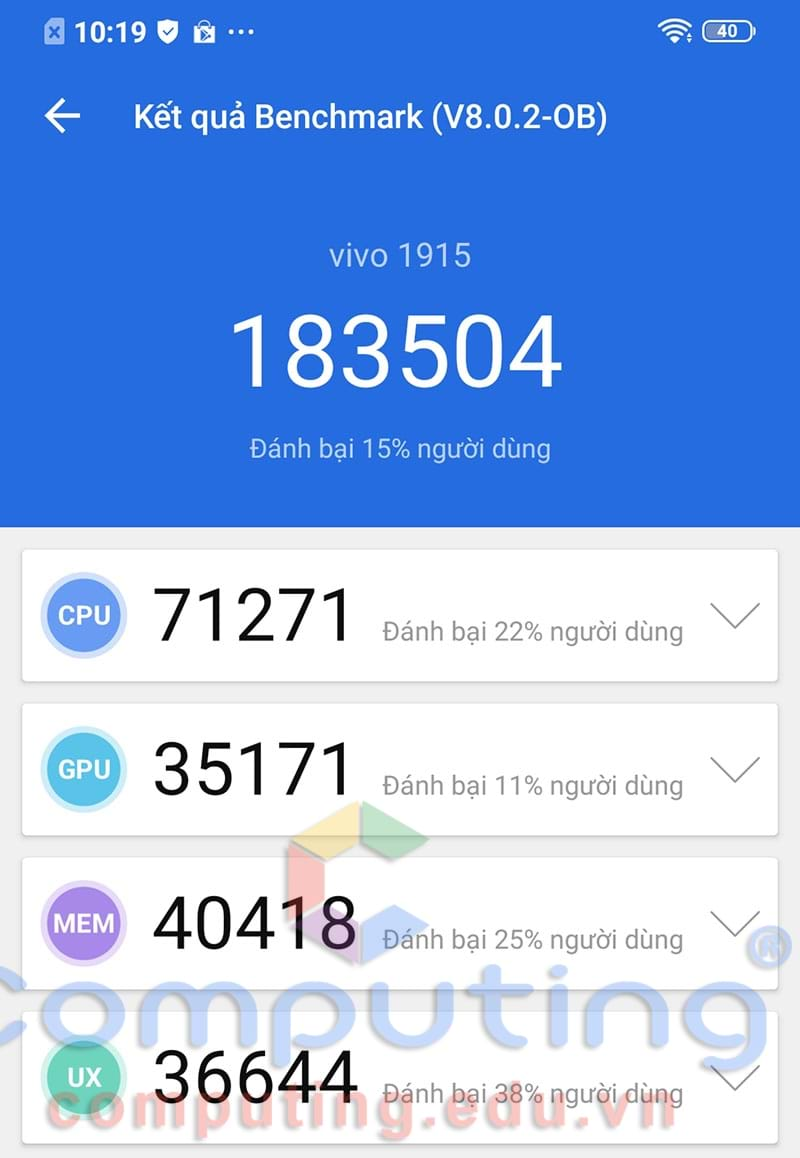 10:19
40
Kết quả Benchmark (V8.0.2-OB)
vivo 1915
183504
Đánh bại 15% người dùng
CPU 71271 Đánh bại 22% người dùng
GPU 35171 Đánh bại 11% người dùng
MEM 40418 Đánh bại 25% người dùng
Computing®
UX 36644 Đánh bại 38% người dùng
computing.edu.vn